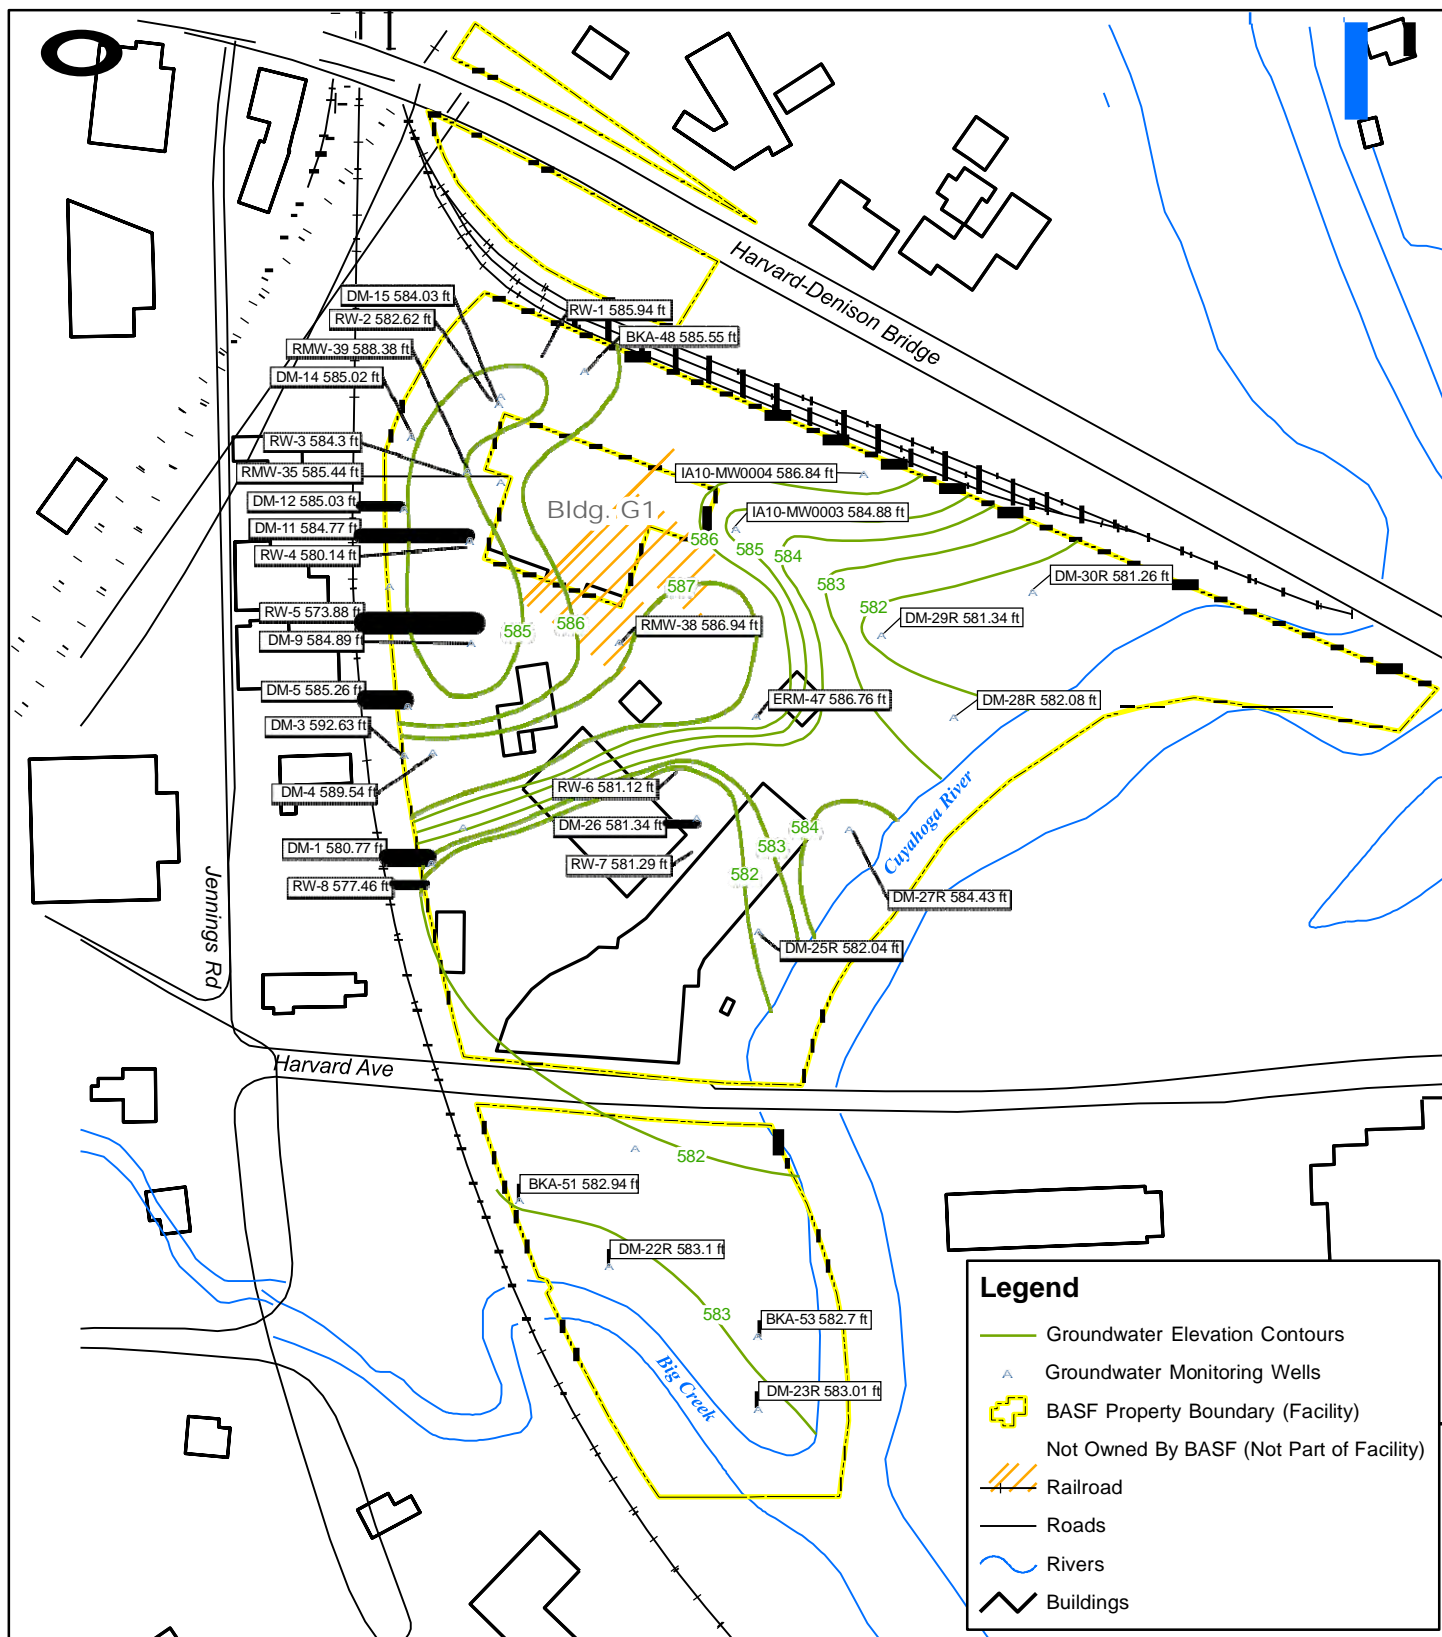 Harvard-Denison Bridge
DM-15 584.03 ft
RW-1 585.94 ft
RW-2 582.62 ft
BKA-48 585.55 ft
RMW-39 588.38 ft
DM-14 585.02 ft
RW-3 584.3 ft
RMW-35 585.44 ft
IA10-MW0004 586.84 ft
DM-12 585.03 ft
Bldg. G1
IA10-MW0003 584.88 ft
DM-11 584.77 ft
586
585
584
RW-4 580.14 ft
DM-30R 581.26 ft
587
583
582
RW-5 573.88 ft
DM-29R 581.34 ft
585
586
RMW-38 586.94 ft
DM-9 584.89 ft
DM-5 585.26 ft
ERM-47 586.76 ft
DM-28R 582.08 ft
DM-3 592.63 ft
DM-4 589.54 ft
RW-6 581.12 ft
Cuyahoga River
DM-26 581.34 ft
584
583
DM-1 580.77 ft
RW-7 581.29 ft
582
RW-8 577.46 ft
DM-27R 584.43 ft
Jennings Rd
DM-25R 582.04 ft
Harvard Ave
582
BKA-51 582.94 ft
DM-22R 583.1 ft
583
BKA-53 582.7 ft
Big Creek
DM-23R 583.01 ft
Legend
Groundwater Elevation Contours
Groundwater Monitoring Wells
BASF Property Boundary (Facility)
Not Owned By BASF (Not Part of Facility)
Railroad
Roads
Rivers
Buildings